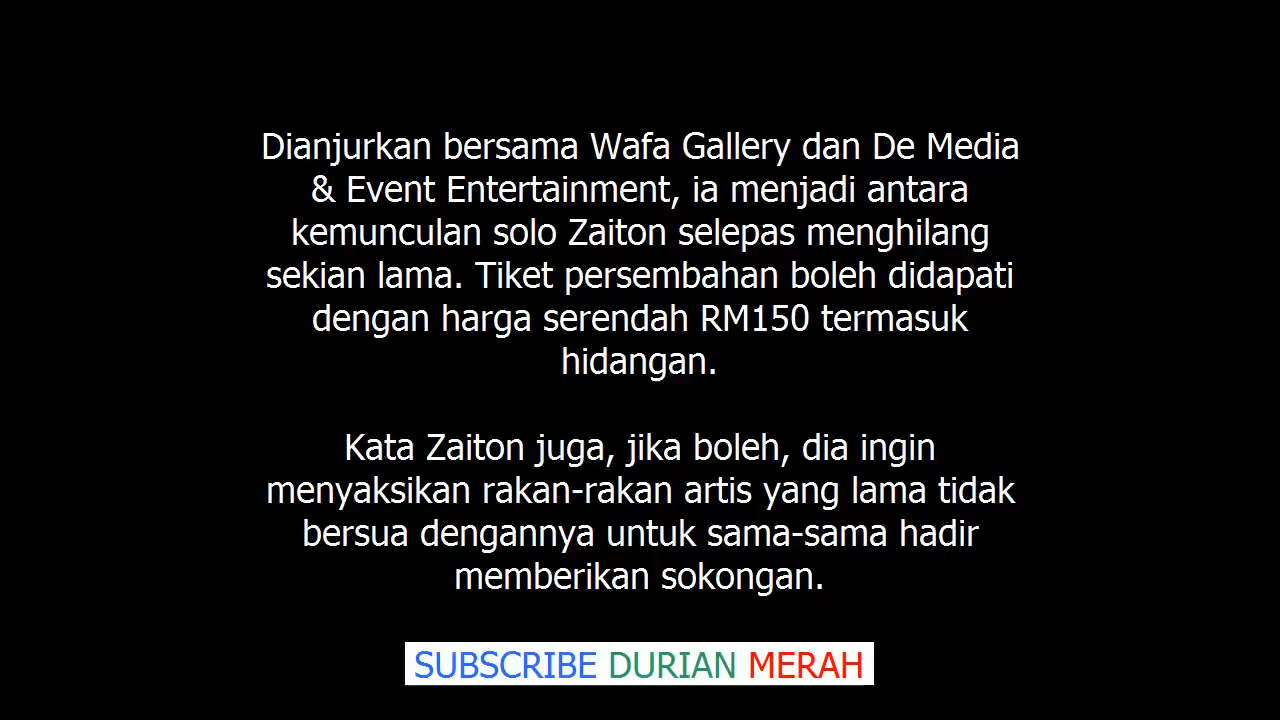 Dianjurkan bersama Wafa Gallery dan De Media
& Event Entertainment, ia menjadi antara
kemunculan solo Zaiton selepas menghilang
sekian lama. Tiket persembahan boleh didapati
dengan harga serendah RM150 termasuk
hidangan.
Kata Zaiton juga, jika boleh, dia ingin
menyaksikan rakan-rakan artis yang lama tidak
bersua dengannya untuk sama-sama hadir
memberikan sokongan.
SUBSCRIBE DURIAN MERAH